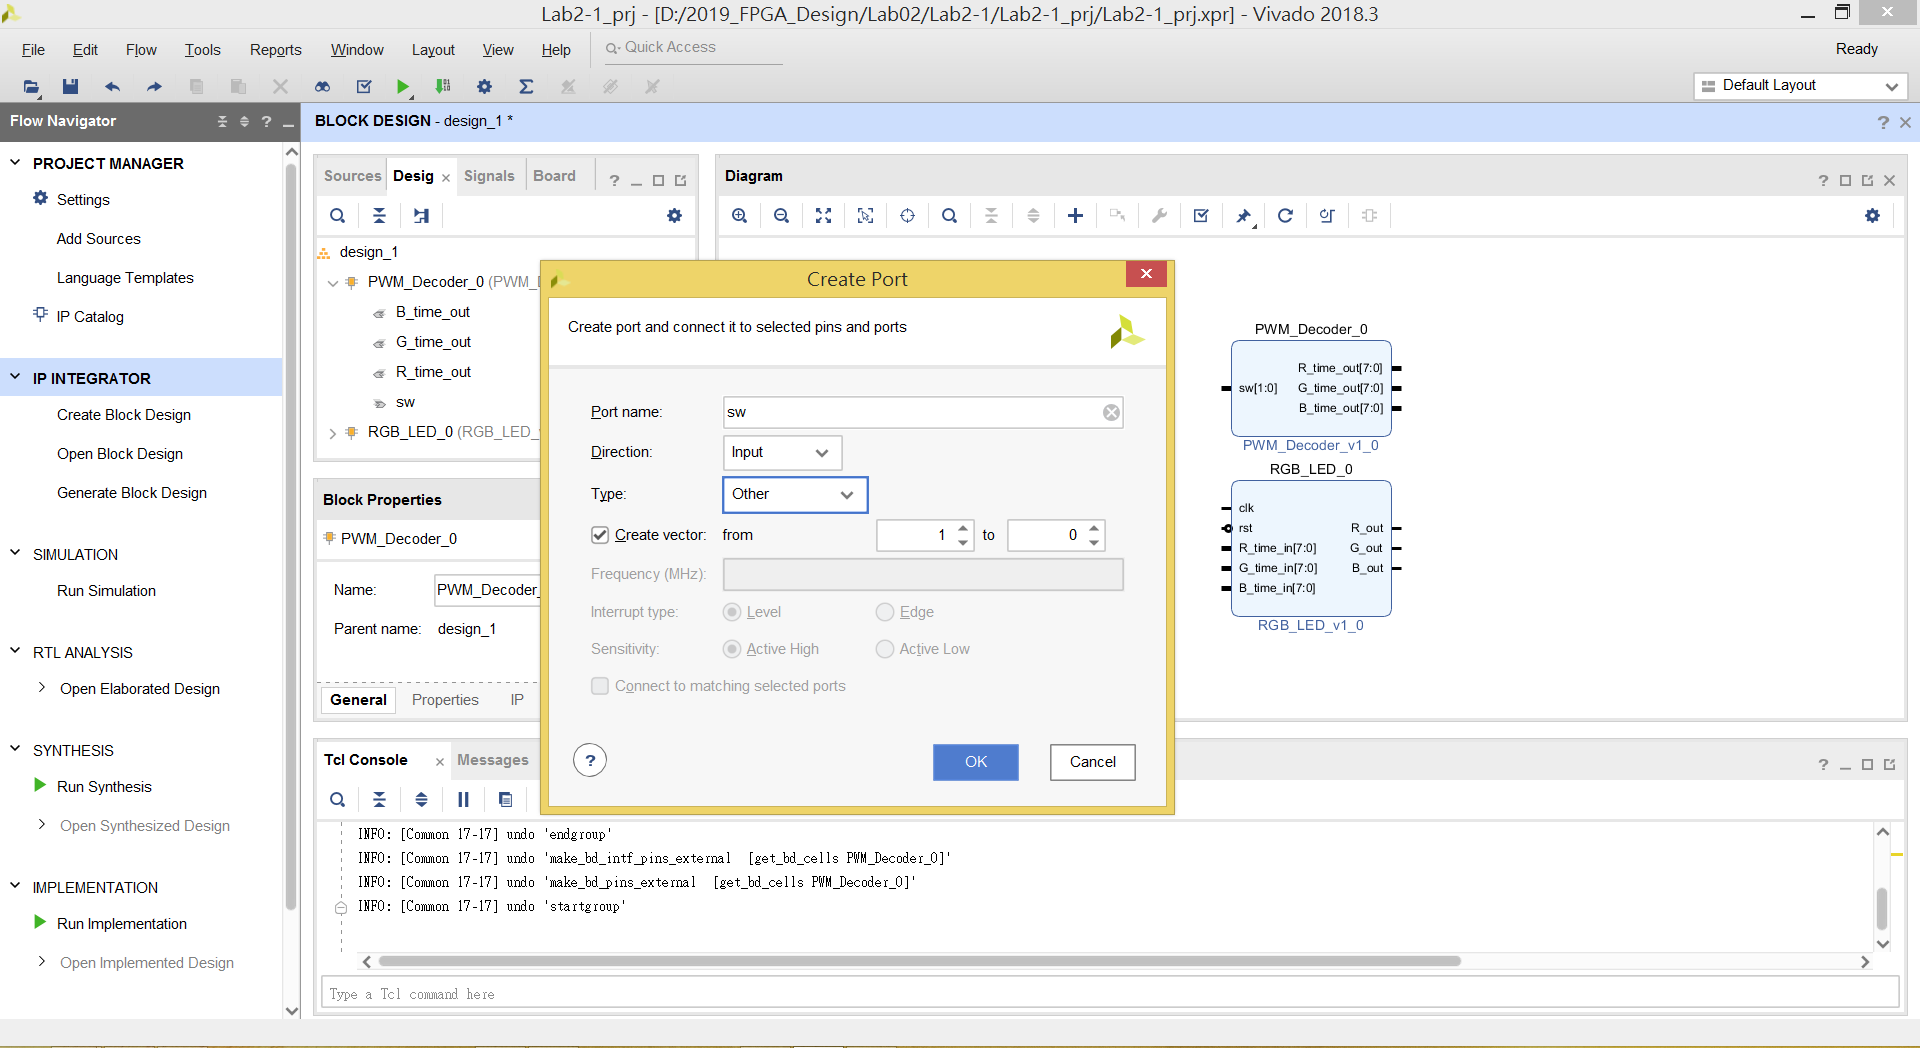 Lab2-1_prj - [D:/2019_FPGA_Design/Lab02/Lab2-1/Lab2-1_prj/Lab2-1_prj.xpr] - Vivado 2018.3
File Edit Flow Tools Reports Window Layout View Help Quick Access Ready
Default Layout
Flow Navigator
BLOCK DESIGN - design_1 *
PROJECT MANAGER
Settings
Add Sources
Language Templates
IP Catalog
IP INTEGRATOR
Create Block Design
Open Block Design
Generate Block Design
SIMULATION
Run Simulation
RTL ANALYSIS
Open Elaborated Design
SYNTHESIS
Run Synthesis
Open Synthesized Design
IMPLEMENTATION
Run Implementation
Open Implemented Design
Sources Desig Signals Board
design_1
PWM_Decoder_0 (PWM_
B_time_out
G_time_out
R_time_out
sw
RGB_LED_0 (RGB_LED_
Block Properties
PWM_Decoder_0
Name: PWM_Decoder_
Parent name: design_1
General Properties IP
Diagram
PWM_Decoder_0
R_time_out[7:0]
sw[1:0] G_time_out[7:0]
B_time_out[7:0]
PWM_Decoder_v1_0
RGB_LED_0
clk
rst R_out
R_time_in[7:0] G_out
G_time_in[7:0] B_out
B_time_in[7:0]
RGB_LED_v1_0
Create Port
Create port and connect it to selected pins and ports
Port name: sw
Direction: Input
Type: Other
Create vector: from 1 to 0
Frequency (MHz):
Interrupt type: Level Edge
Sensitivity: Active High Active Low
Connect to matching selected ports
? OK Cancel
Tcl Console Messages
INFO: [Common 17-17] undo 'endgroup'
INFO: [Common 17-17] undo 'make_bd_intf_pins_external  [get_bd_cells PWM_Decoder_0]'
INFO: [Common 17-17] undo 'make_bd_pins_external  [get_bd_cells PWM_Decoder_0]'
INFO: [Common 17-17] undo 'startgroup'
Type a Tcl command here